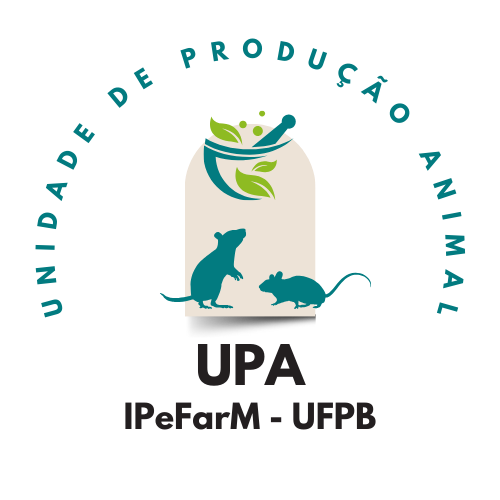 UNIDADE DE PRODUÇÃO ANIMAL
UPA
IPeFarM - UFPB